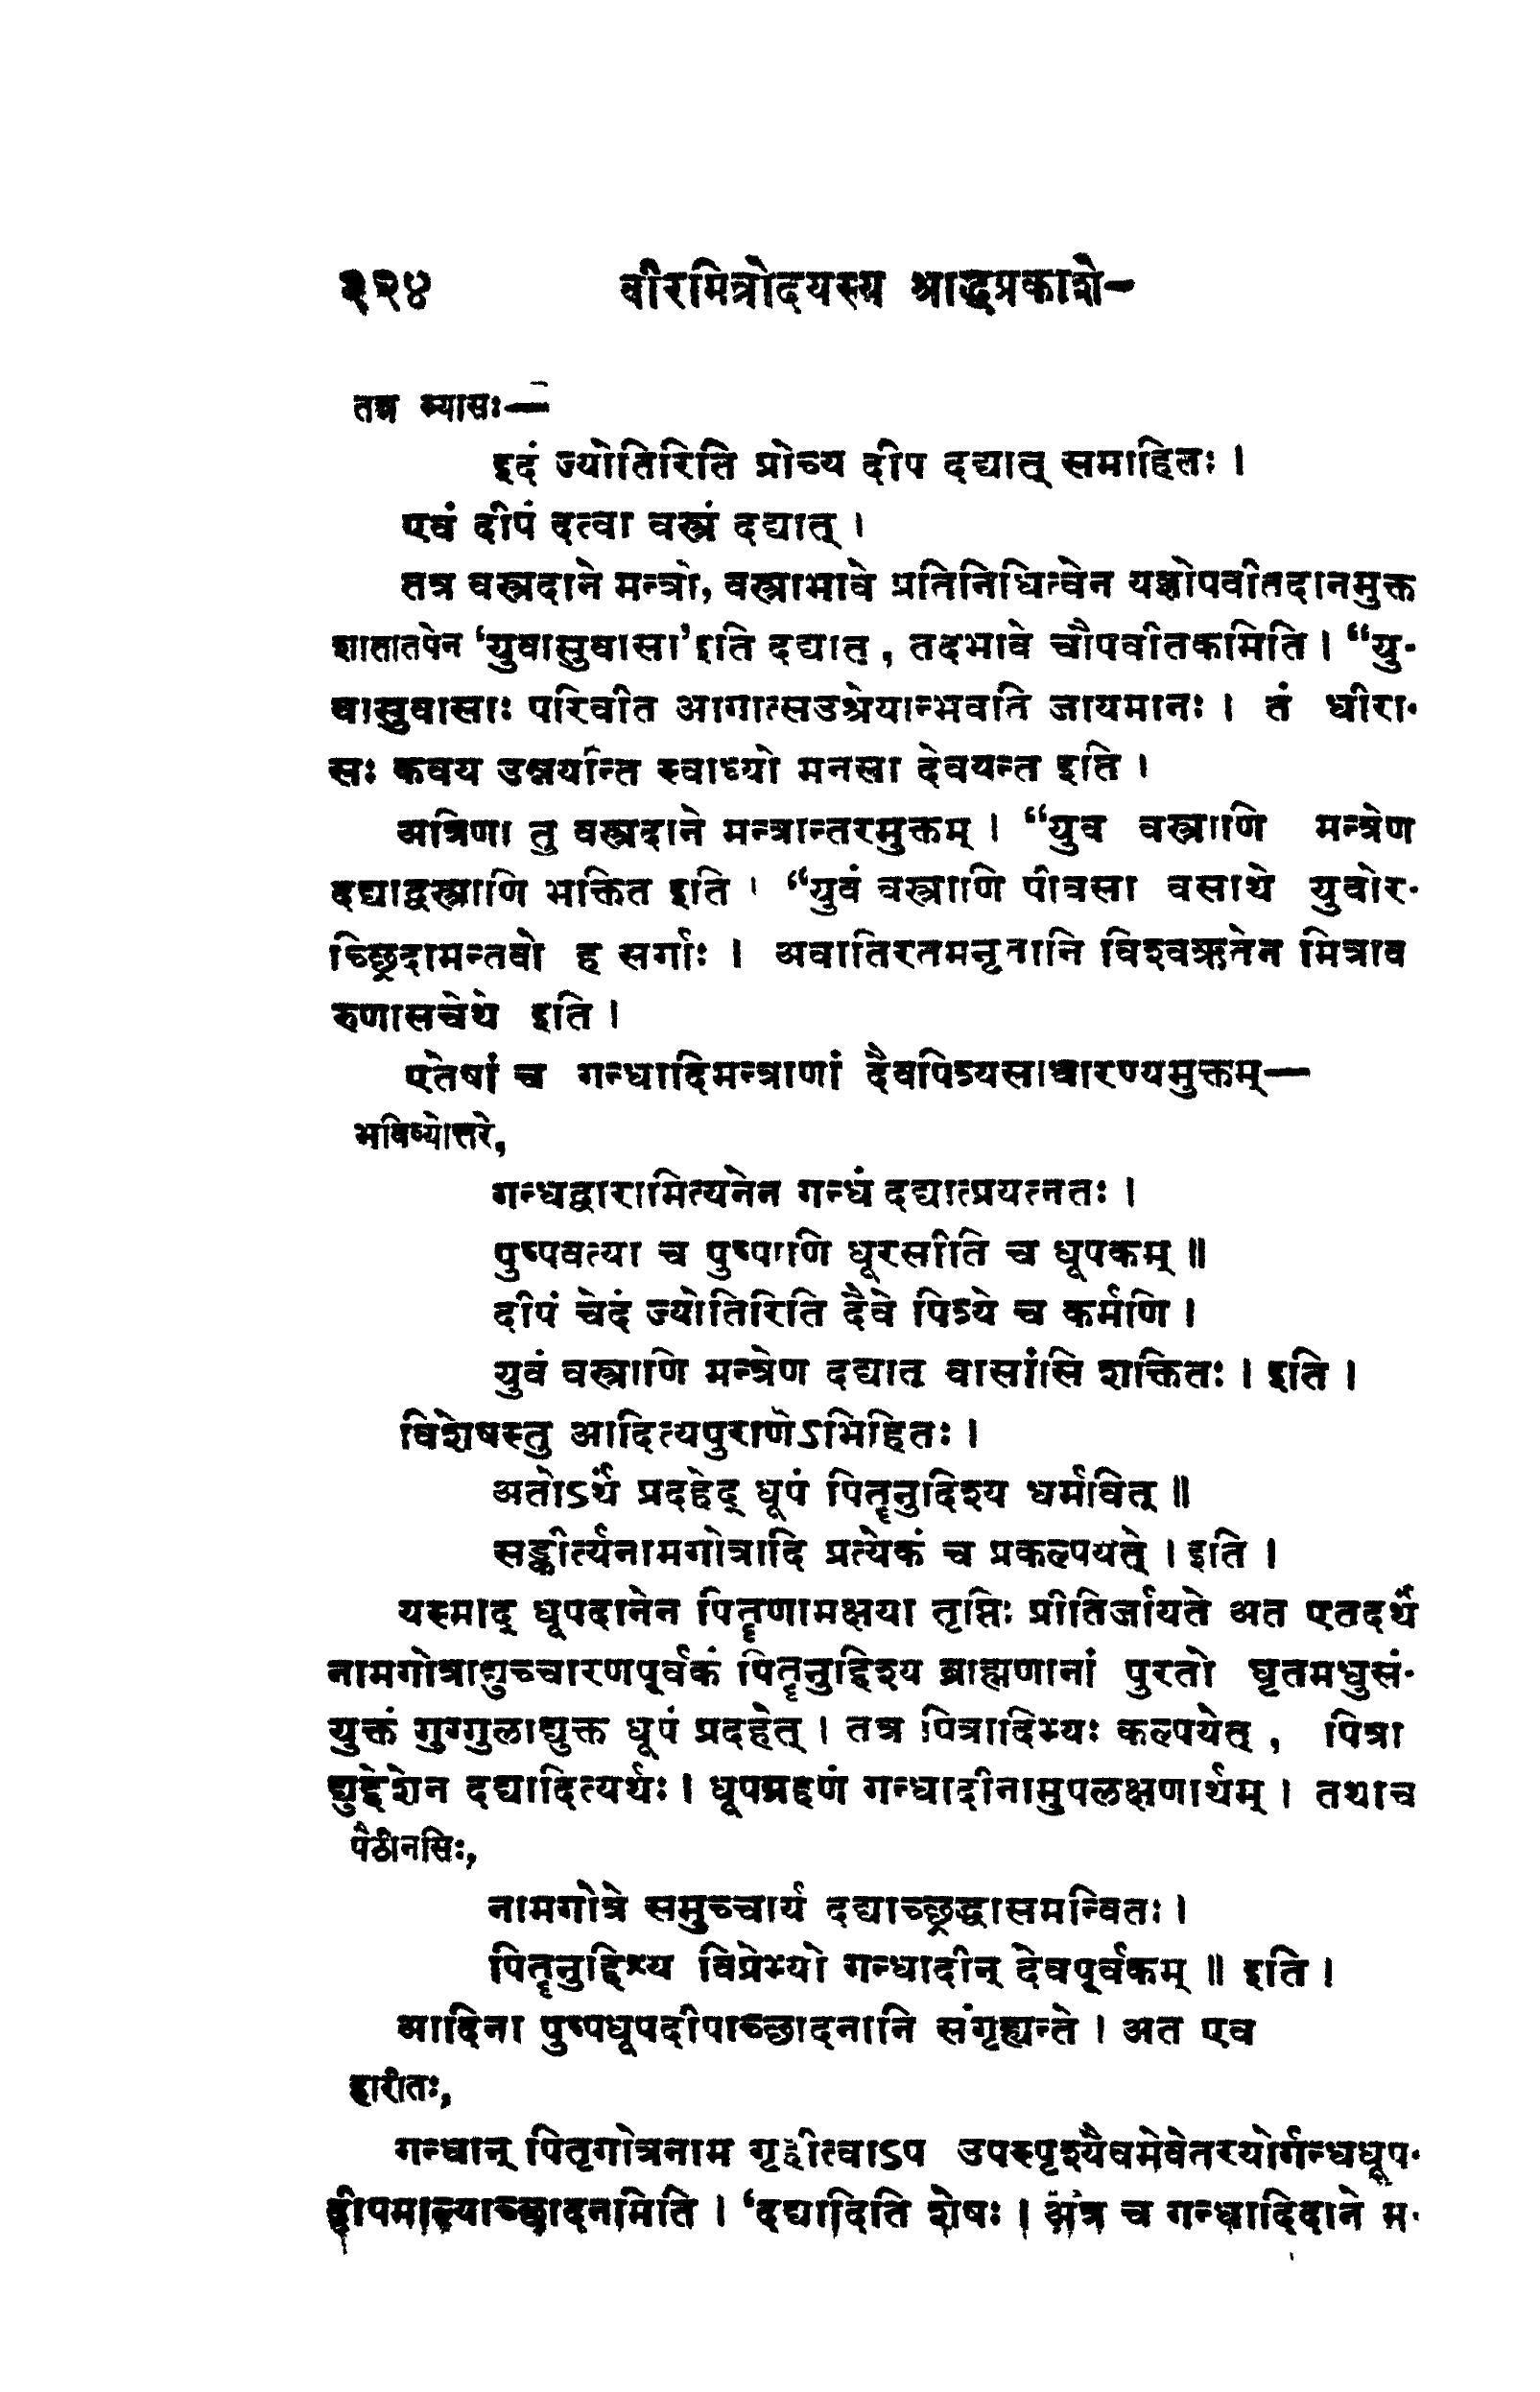 २२४ वीरमित्रोदयस्य श्राद्धप्रकाशे-
तत्र व्यासः—
इदं ज्योतिरिति प्रोच्य दीप दद्यात् समाहितः ।
एवं दीपं दत्वा वस्त्रं दद्यात् ।
तत्र वस्त्रदाने मन्त्रो, वस्त्राभावे प्रतिनिधित्वेन यज्ञोपवीतदानमुक्त
शातातपेन ‘युवासुवासा’इति दद्यात् , तदभावे चौपवीतकमिति । “यु-
वासुवासाः परिवीत आगात्सउश्रेयान्भवति जायमानः । तं धीरा-
सः कवय उन्नयन्ति स्वाध्यो मनसा देवयन्त इति ।
अत्रिणा तु वस्त्रदाने मन्त्रान्तरमुक्तम् । “युव वस्त्राणि मन्त्रेण
दद्याद्वस्त्राणि भक्तित इति । “युवं वस्त्राणि पीवसा वसाथे युवोर-
च्छिद्रामन्तवो ह सर्गाः । अवातिरतमनृतानि विश्वऋतेन मित्राव
रुणासचेथे इति ।
एतेषां च गन्धादिमन्त्राणां दैवपित्र्यसाधारण्यमुक्तम्—
भविष्योत्तरे,
गन्धद्वारामित्यनेन गन्धं दद्यात्प्रयत्नतः ।
पुष्पवत्या च पुष्पाणि धूरसीति च धूपकम् ॥
दीपं चेदं ज्योतिरिति दैवे पित्र्ये च कर्मणि ।
युवं वस्त्राणि मन्त्रेण दद्यात् वासांसि शक्तितः । इति ।
विशेषस्तु आदित्यपुराणेऽभिहितः ।
अतोऽर्थं प्रदहेद् धूपं पितॄनुदिश्य धर्मवित् ॥
सङ्कीर्त्यनामगोत्रादि प्रत्येकं च प्रकल्पयेत् । इति ।
यस्माद् धूपदानेन पितॄणामक्षया तृप्तिः प्रीतिर्जायते अत एतदर्थं
नामगोत्राद्युच्चारणपूर्वकं पितॄनुद्दिश्य ब्राह्मणानां पुरतो घृतमधुसं-
युक्तं गुग्गुलाद्युक्त धूपं प्रदहेत् । तत्र पित्रादिभ्यः कल्पयेत् , पित्रा
द्युद्देशेन दद्यादित्यर्थः । धूपग्रहणं गन्धादीनामुपलक्षणार्थम् । तथाच
पैठीनसिः,
नामगोत्रे समुच्चार्य दद्याच्छ्रद्धासमन्वितः ।
पितॄनुद्दिश्य विप्रेभ्यो गन्धादीन् देवपूर्वकम् ॥ इति ।
आदिना पुष्पधूपदीपाच्छादनानि संगृह्यन्ते । अत एव
हारीतः,
गन्धान् पितृगोत्रनाम गृहीत्वाऽप उपस्पृश्यैवमेवेतरयोर्गन्धधूप-
दीपमाल्याच्छादनमिति । ‘दद्यादिति शेषः । अत्र च गन्धादिदाने म-